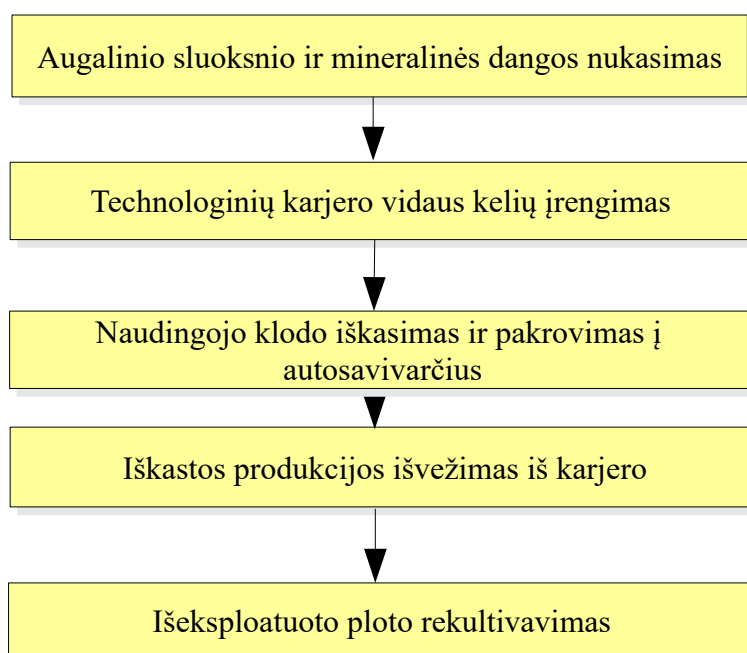 Augalinio sluoksnio ir mineralinės dangos nukasimas
Technologinių karjero vidaus kelių įrengimas
Naudingojo klodo iškasimas ir pakrovimas į
autosavivarčius
Iškastos produkcijos išvežimas iš karjero
Išeksploatuoto ploto rekultivavimas